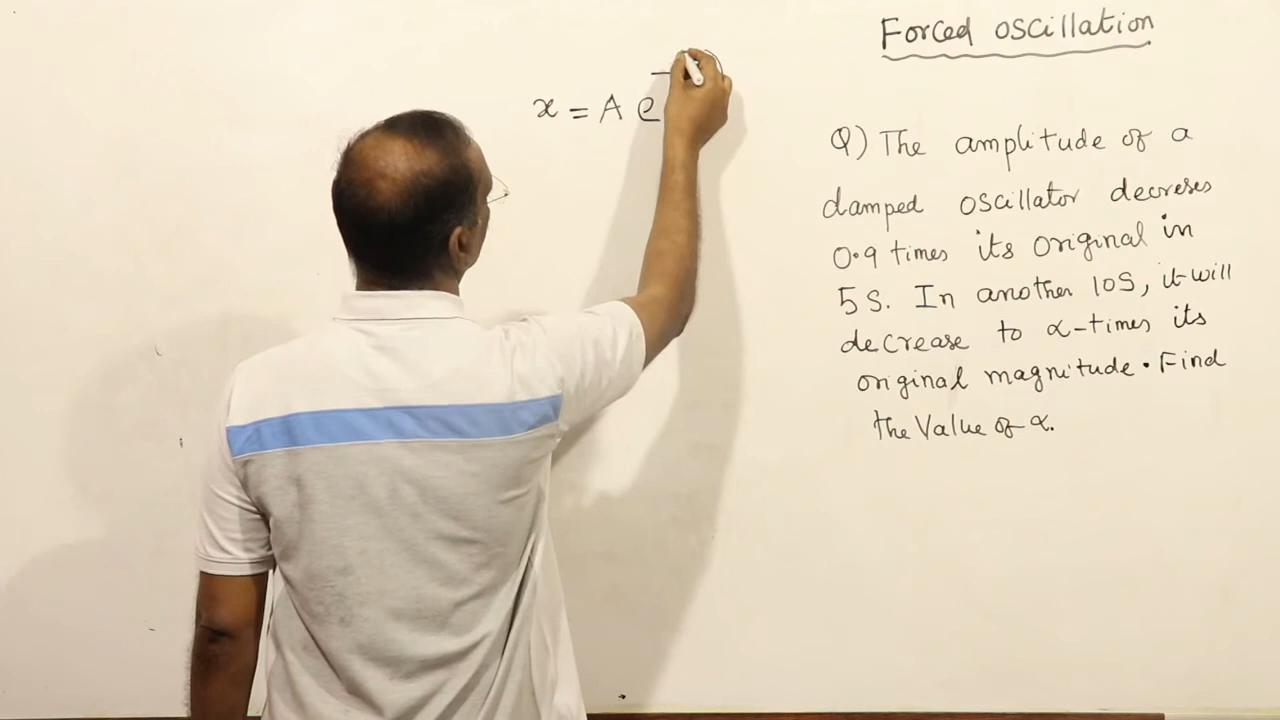 Forced oscillation
x = A e
Q) The amplitude of a
damped oscillator decreses
0.9 times its original in
5s. In another 10s, it will
decrease to α-times its
original magnitude. Find
the Value of α.